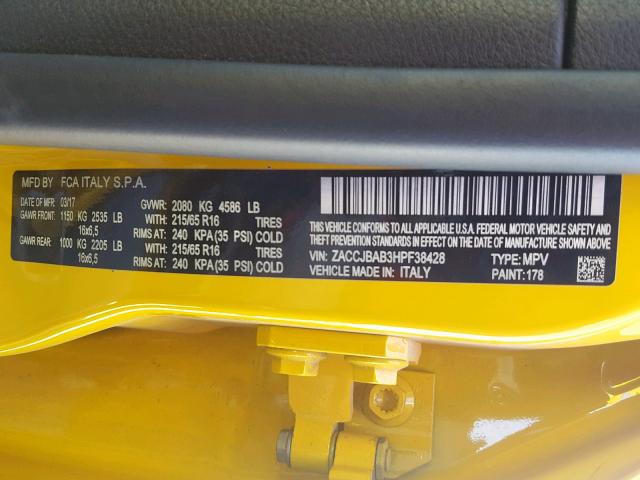 MFD BY FCA ITALY S.P.A.
DATE OF MFR: 03/17 GVWR: 2080 KG 4586 LB
GAWR FRONT: 1150 KG 2535 LB WITH: 215/65 R16 TIRES
16x6,5 RIMS AT: 240 KPA(35 PSI) COLD
GAWR REAR: 1000 KG 2205 LB WITH: 215/65 R16 TIRES
16x6,5 RIMS AT: 240 KPA(35 PSI) COLD
THIS VEHICLE CONFORMS TO ALL APPLICABLE U.S.A. FEDERAL MOTOR VEHICLE SAFETY AND
THEFT PREVENTION STANDARDS IN EFFECT ON THE DATE OF MANUFACTURE SHOWN ABOVE.
VIN: ZACCJBAB3HPF38428 TYPE: MPV
VEHICLE MADE IN: ITALY PAINT: 178